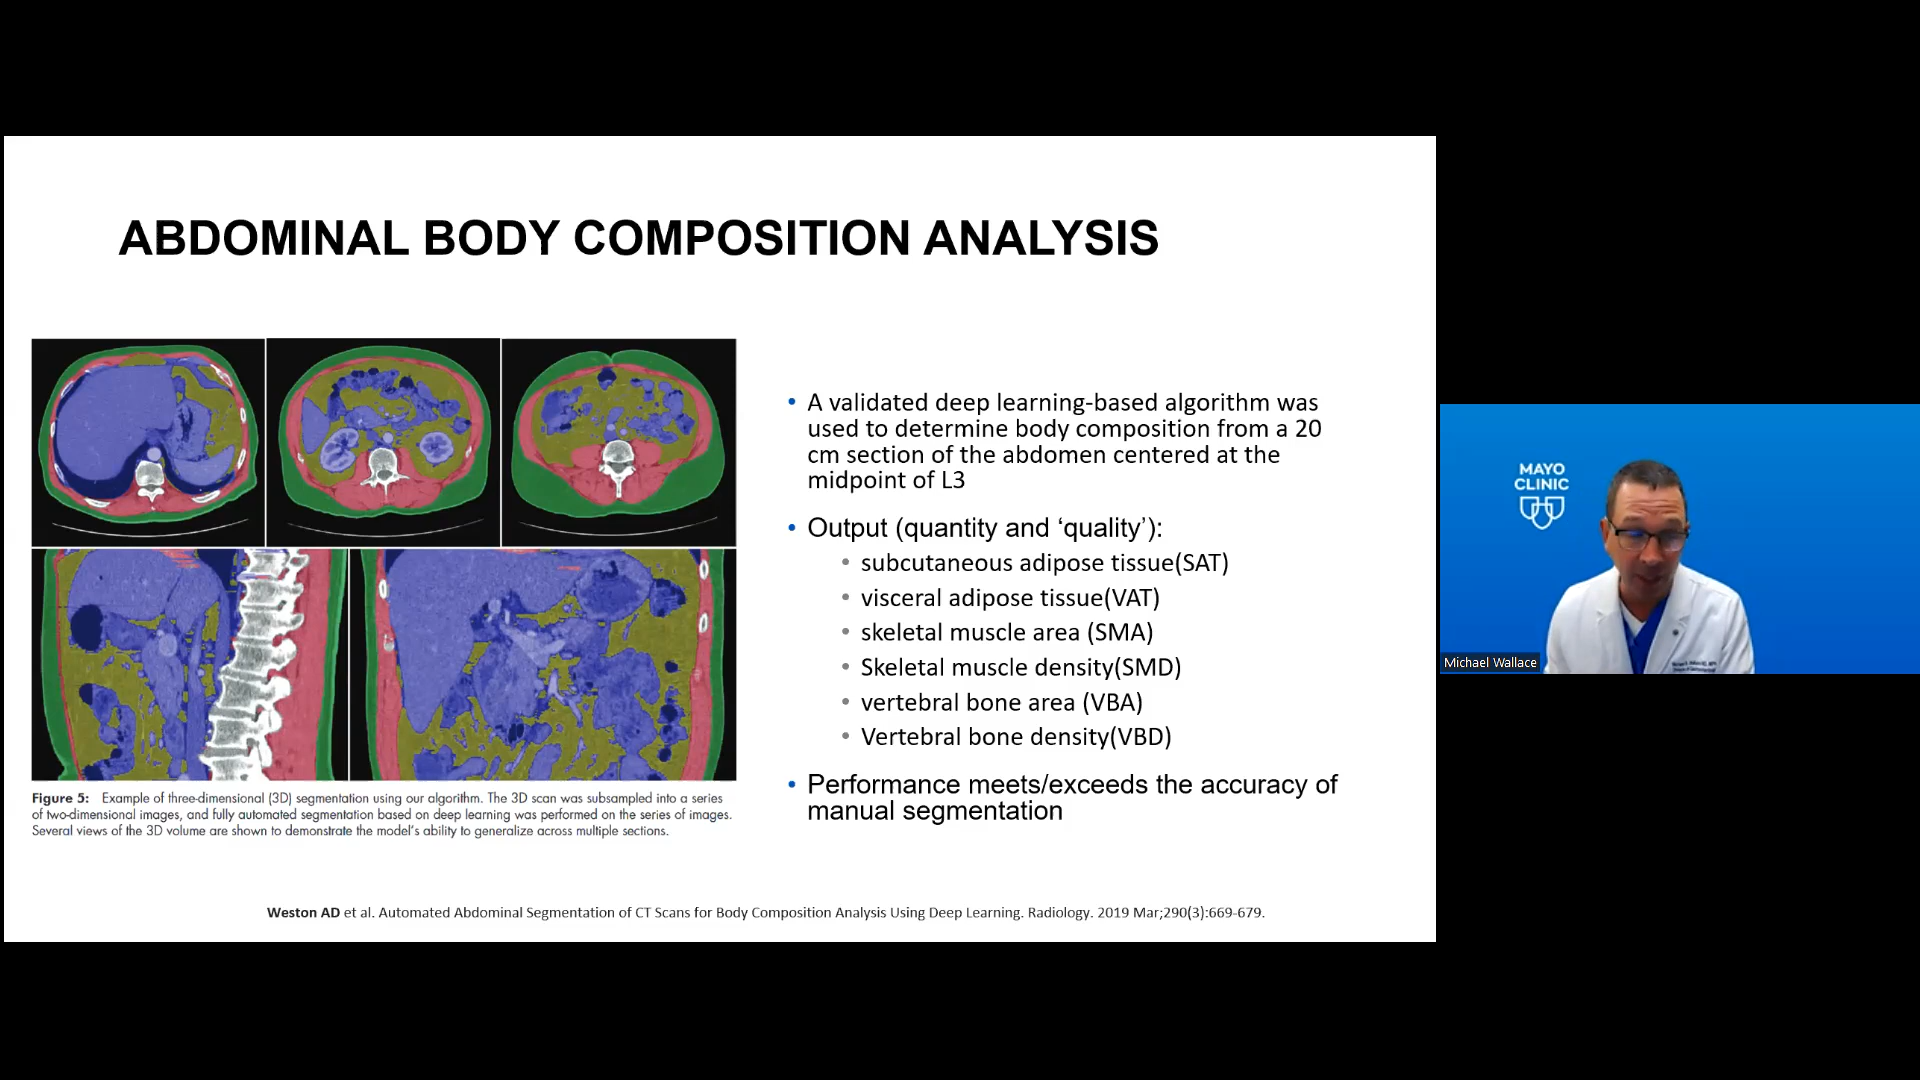 ABDOMINAL BODY COMPOSITION ANALYSIS
• A validated deep learning-based algorithm was
used to determine body composition from a 20
cm section of the abdomen centered at the
midpoint of L3
• Output (quantity and ‘quality’):
• subcutaneous adipose tissue(SAT)
• visceral adipose tissue(VAT)
• skeletal muscle area (SMA)
• Skeletal muscle density(SMD)
• vertebral bone area (VBA)
• Vertebral bone density(VBD)
• Performance meets/exceeds the accuracy of
manual segmentation
Figure 5: Example of three-dimensional (3D) segmentation using our algorithm. The 3D scan was subsampled into a series
of two-dimensional images, and fully automated segmentation based on deep learning was performed on the series of images.
Several views of the 3D volume are shown to demonstrate the model’s ability to generalize across multiple sections.
Weston AD et al. Automated Abdominal Segmentation of CT Scans for Body Composition Analysis Using Deep Learning. Radiology. 2019 Mar;290(3):669-679.
MAYO
CLINIC
Michael Wallace